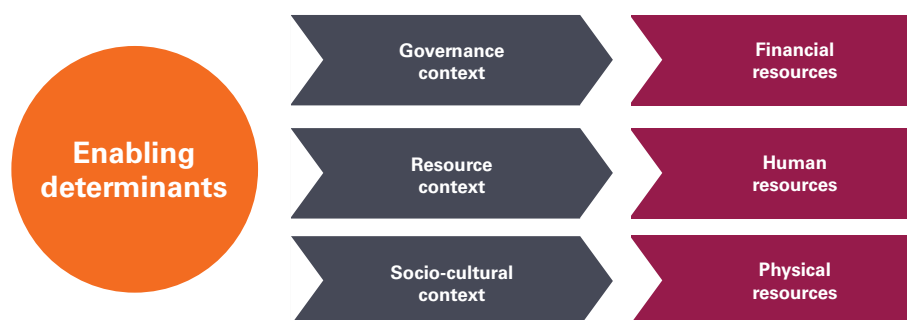 Enabling
determinants
Governance
context
Financial
resources
Resource
context
Human
resources
Socio-cultural
context
Physical
resources